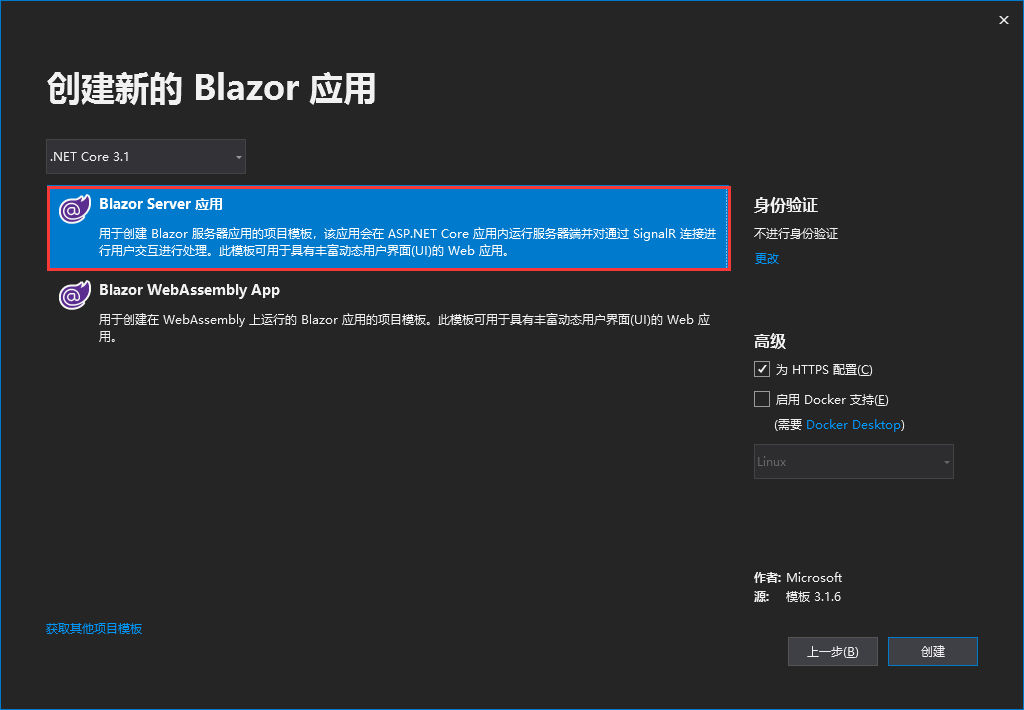 创建新的 Blazor 应用
.NET Core 3.1
Blazor Server 应用
用于创建 Blazor 服务器应用的项目模板，该应用会在 ASP.NET Core 应用内运行服务器端并对通过 SignalR 连接进
行用户交互进行处理。此模板可用于具有丰富动态用户界面(UI)的 Web 应用。
Blazor WebAssembly App
用于创建在 WebAssembly 上运行的 Blazor 应用的项目模板。此模板可用于具有丰富动态用户界面(UI)的 Web 应
用。
身份验证
不进行身份验证
更改
高级
为 HTTPS 配置(C)
启用 Docker 支持(E)
(需要 Docker Desktop)
Linux
作者: Microsoft
源: 模板 3.1.6
获取其他项目模板
上一步(B)
创建